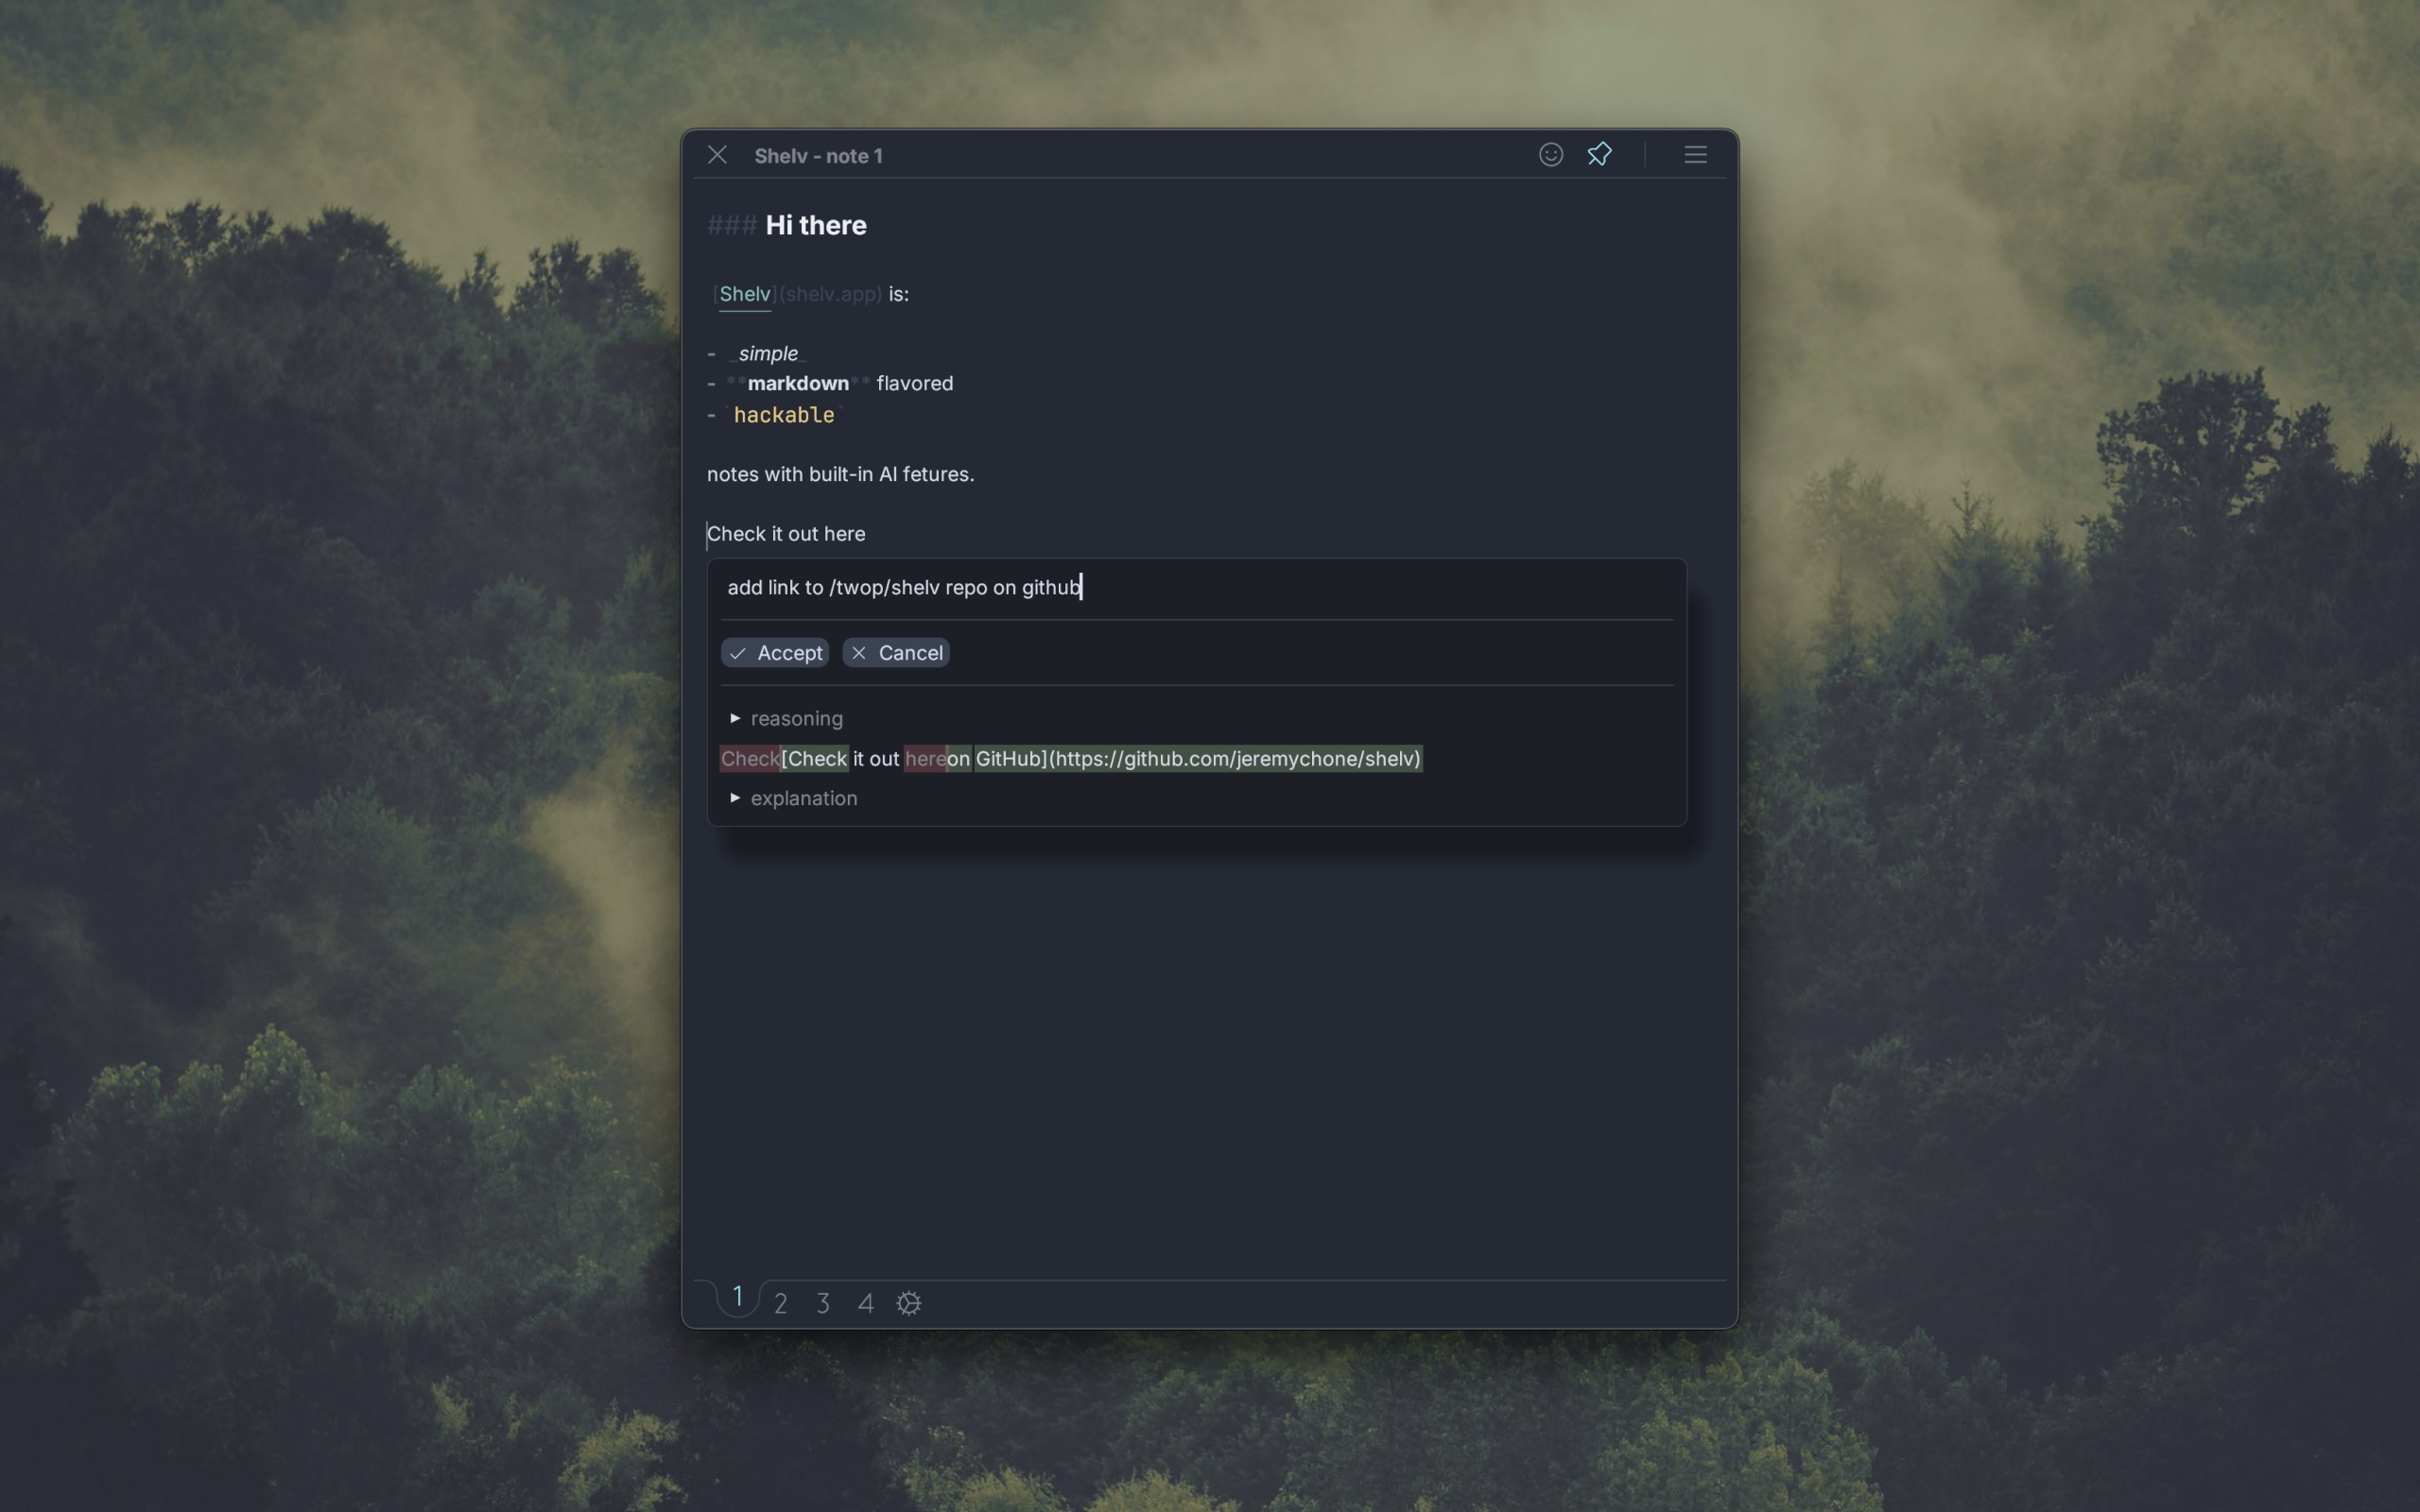 Shelv - note 1
### Hi there
[Shelv](shelv.app) is:
- _simple_
- **markdown** flavored
- `hackable`
notes with built-in AI fetures.
Check it out here
add link to /twop/shelv repo on github
Accept Cancel
reasoning
Check[Check it out hereon GitHub](https://github.com/jeremychone/shelv)
explanation
1 2 3 4